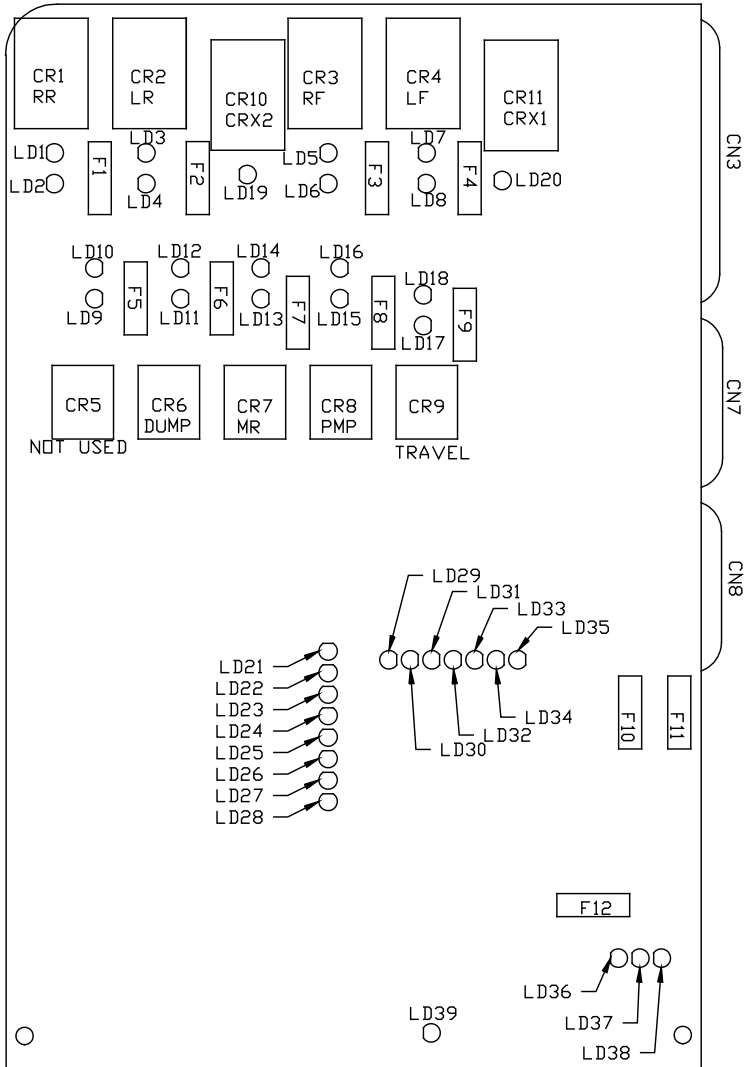 CR1
RR
CR2
LR
CR10
CRX2
CR3
RF
CR4
LF
CR11
CRX1
CN3
LD1
LD2
F1
LD3
LD4
F2
LD19
LD5
LD6
F3
LD7
LD8
F4
LD20
LD10
LD9
F5
LD12
LD11
F6
LD14
LD13
F7
LD16
LD15
F8
LD18
LD17
F9
CN7
CR5
NOT USED
CR6
DUMP
CR7
MR
CR8
PMP
CR9
TRAVEL
CN8
LD29
LD31
LD33
LD35
LD21
LD22
LD23
LD24
LD25
LD26
LD27
LD28
LD34
LD32
LD30
F10
F11
F12
LD36
LD37
LD38
LD39